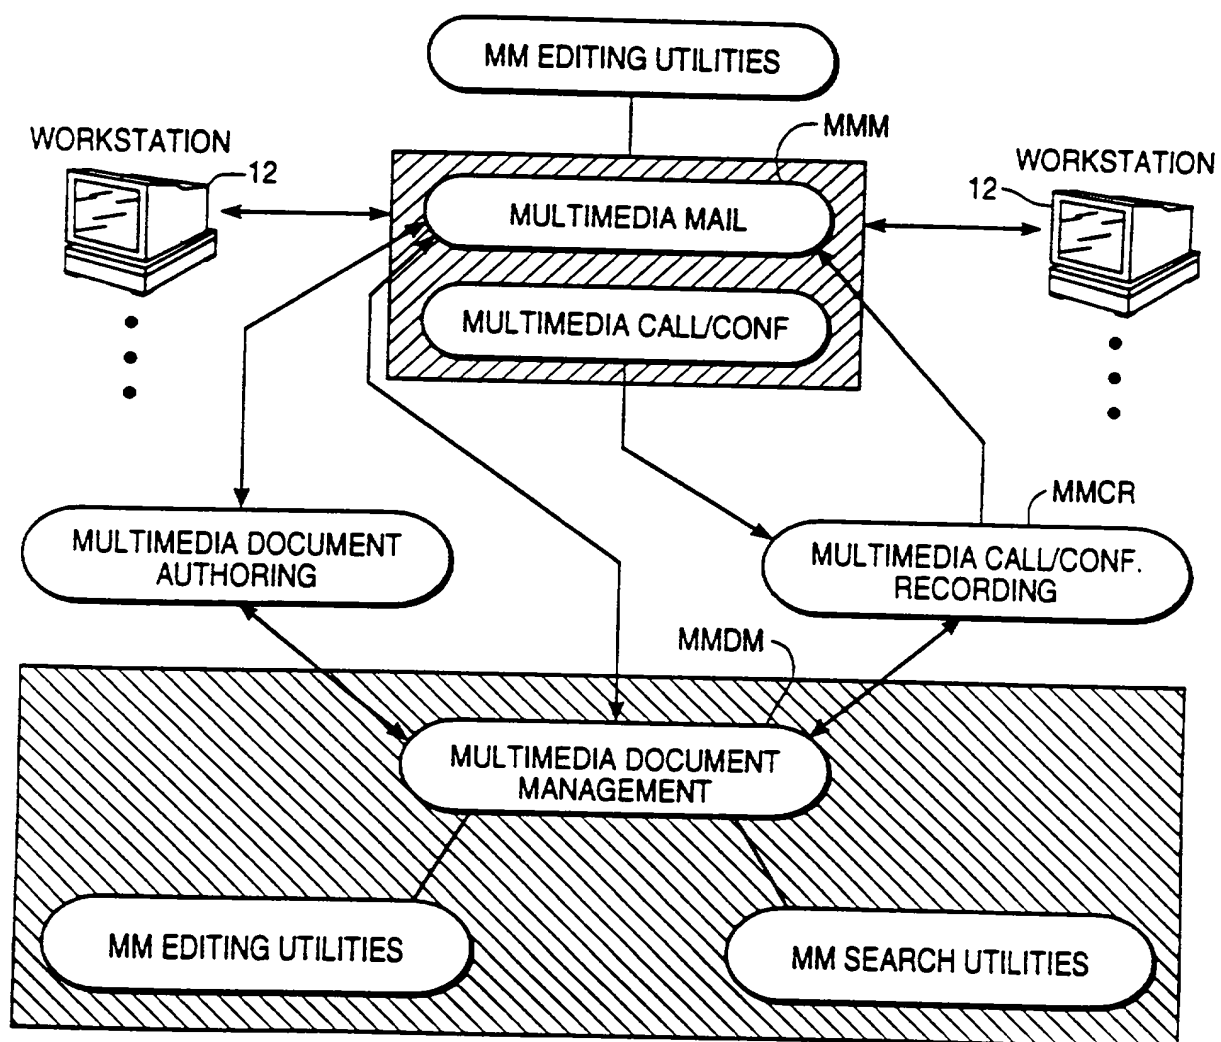 MM EDITING UTILITIES
MMM
WORKSTATION
12
WORKSTATION
12
MULTIMEDIA MAIL
MULTIMEDIA CALL/CONF
MMCR
MULTIMEDIA DOCUMENT
AUTHORING
MULTIMEDIA CALL/CONF.
RECORDING
MMDM
MULTIMEDIA DOCUMENT
MANAGEMENT
MM EDITING UTILITIES
MM SEARCH UTILITIES